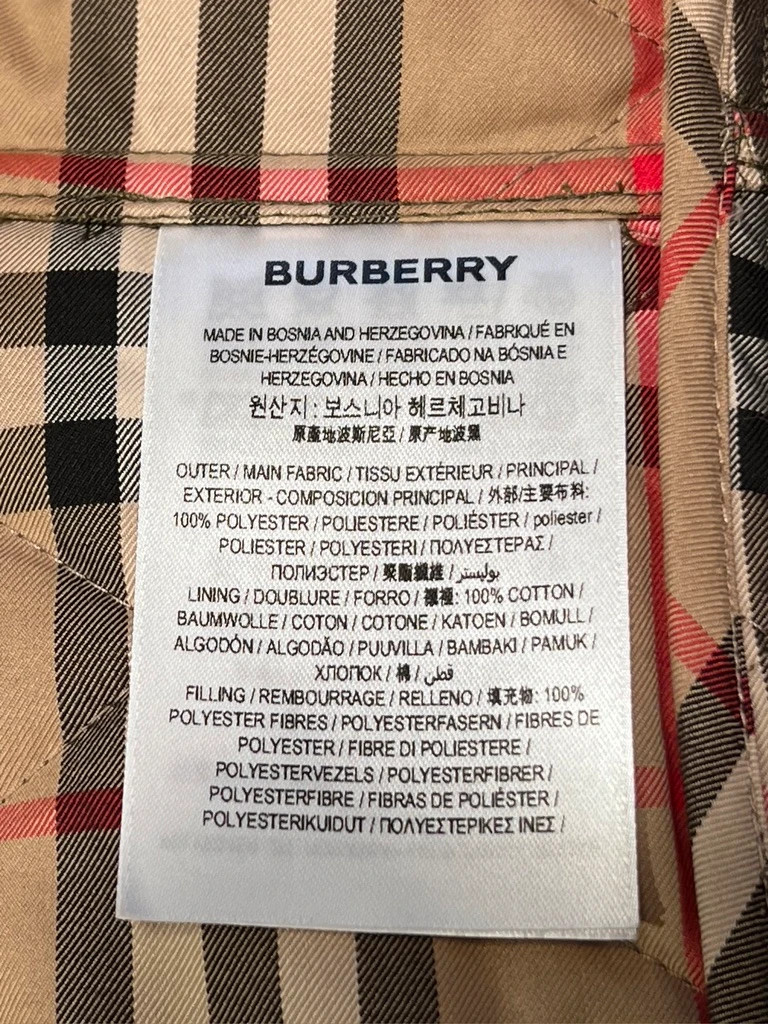 BURBERRY
MADE IN BOSNIA AND HERZEGOVINA / FABRIQUÉ EN
BOSNIE-HERZÉGOVINE / FABRICADO NA BÓSNIA E
HERZEGOVINA / HECHO EN BOSNIA
원산지 : 보스니아 헤르체고비나
原產地波斯尼亞 / 原产地波黑
OUTER / MAIN FABRIC / TISSU EXTÉRIEUR / PRINCIPAL /
EXTERIOR - COMPOSICION PRINCIPAL / 外部/主要布料:
100% POLYESTER / POLIESTERE / POLIÉSTER / poliester /
POLIESTER / POLYESTERI / ΠΟΛΥΕΣΤΕΡΑΣ /
ПОЛИЭСТЕР / 聚酯纖維 / بوليستر /
LINING / DOUBLURE / FORRO / 襯裡: 100% COTTON /
BAUMWOLLE / COTON / COTONE / KATOEN / BOMULL /
ALGODÓN / ALGODÃO / PUUVILLA / BAMBAKI / PAMUK /
ХЛОПОК / 棉 / قطن /
FILLING / REMBOURRAGE / RELLENO / 填充物: 100%
POLYESTER FIBRES / POLYESTERFASERN / FIBRES DE
POLYESTER / FIBRE DI POLIESTERE /
POLYESTERVEZELS / POLYESTERFIBRER /
POLYESTERFIBRE / FIBRAS DE POLIÉSTER /
POLYESTERIKUIDUT / ΠΟΛΥΕΣΤΕΡΙΚΕΣ ΙΝΕΣ /